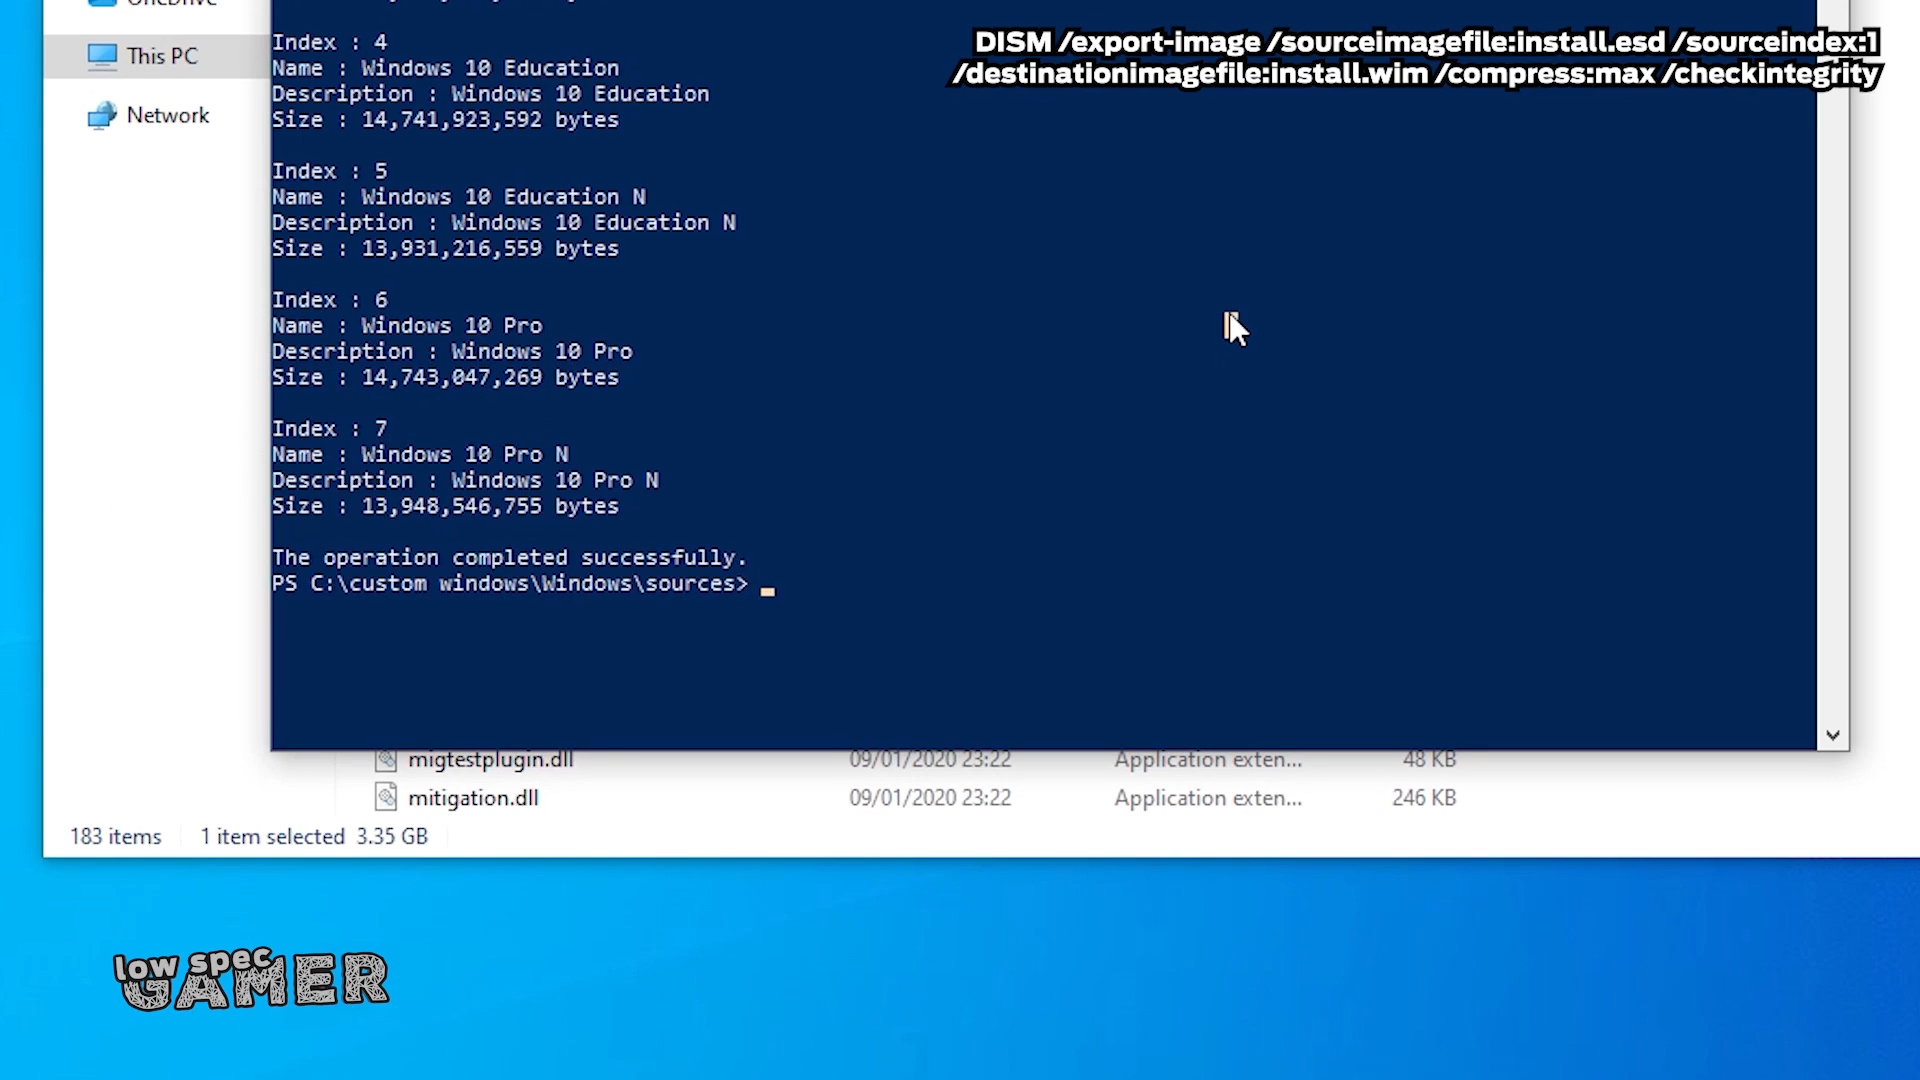 OneDrive
This PC
Network
DISM /export-image /sourceimagefile:install.esd /sourceindex:1
/destinationimagefile:install.wim /compress:max /checkintegrity
Index : 4
Name : Windows 10 Education
Description : Windows 10 Education
Size : 14,741,923,592 bytes
Index : 5
Name : Windows 10 Education N
Description : Windows 10 Education N
Size : 13,931,216,559 bytes
Index : 6
Name : Windows 10 Pro
Description : Windows 10 Pro
Size : 14,743,047,269 bytes
Index : 7
Name : Windows 10 Pro N
Description : Windows 10 Pro N
Size : 13,948,546,755 bytes
The operation completed successfully.
PS C:\custom windows\Windows\sources>
migtestplugin.dll 09/01/2020 23:22 Application exten... 48 KB
mitigation.dll 09/01/2020 23:22 Application exten... 246 KB
183 items 1 item selected 3.35 GB
low spec
GAMER